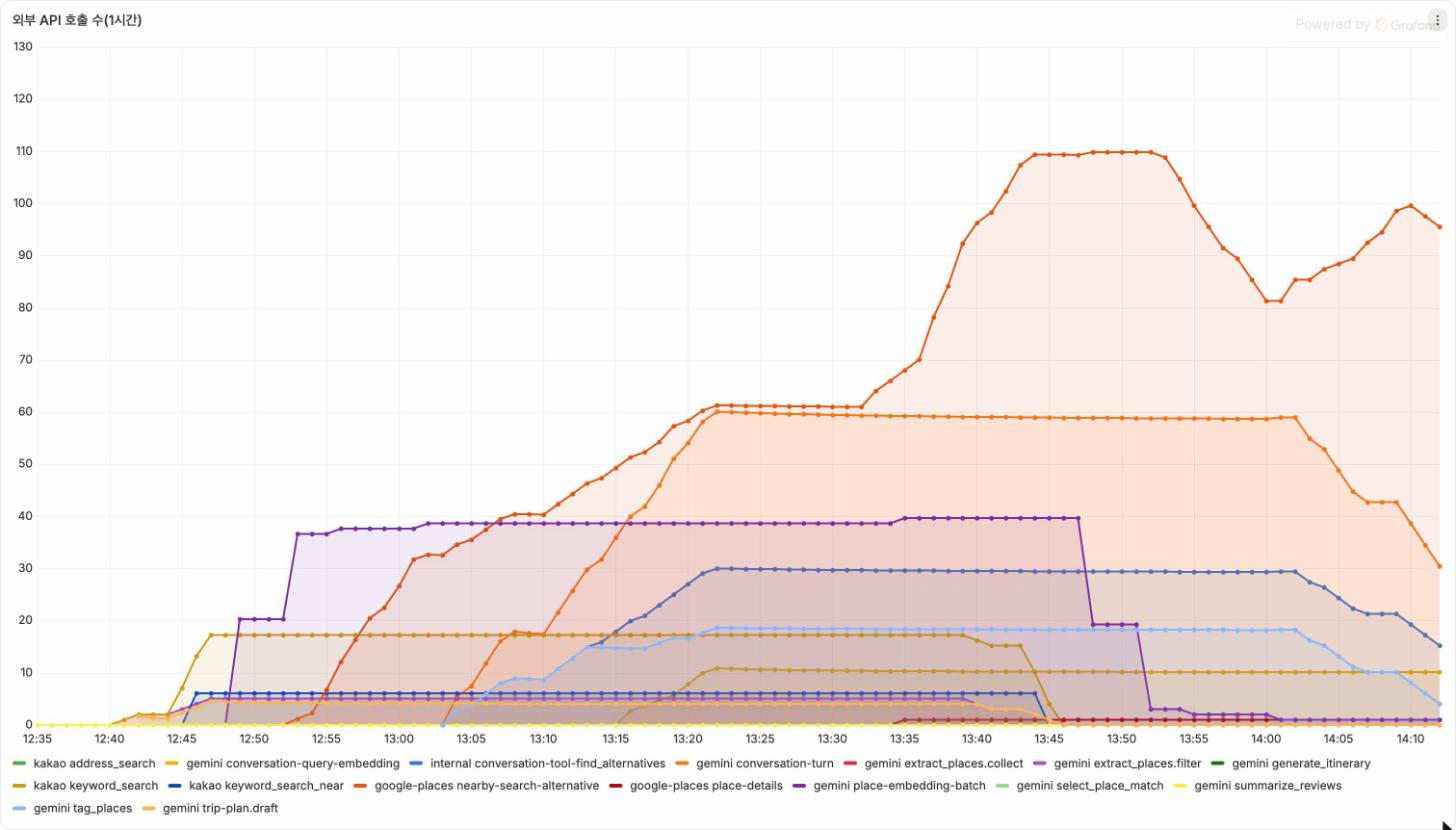 외부 API 호출 수(1시간)
Powered by Grafana
130
120
110
100
90
80
70
60
50
40
30
20
10
0
12:35 12:40 12:45 12:50 12:55 13:00 13:05 13:10 13:15 13:20 13:25 13:30 13:35 13:40 13:45 13:50 13:55 14:00 14:05 14:10
kakao address_search gemini conversation-query-embedding internal conversation-tool-find_alternatives gemini conversation-turn gemini extract_places.collect gemini extract_places.filter gemini generate_itinerary
kakao keyword_search kakao keyword_search_near google-places nearby-search-alternative google-places place-details gemini place-embedding-batch gemini select_place_match gemini summarize_reviews
gemini tag_places gemini trip-plan.draft